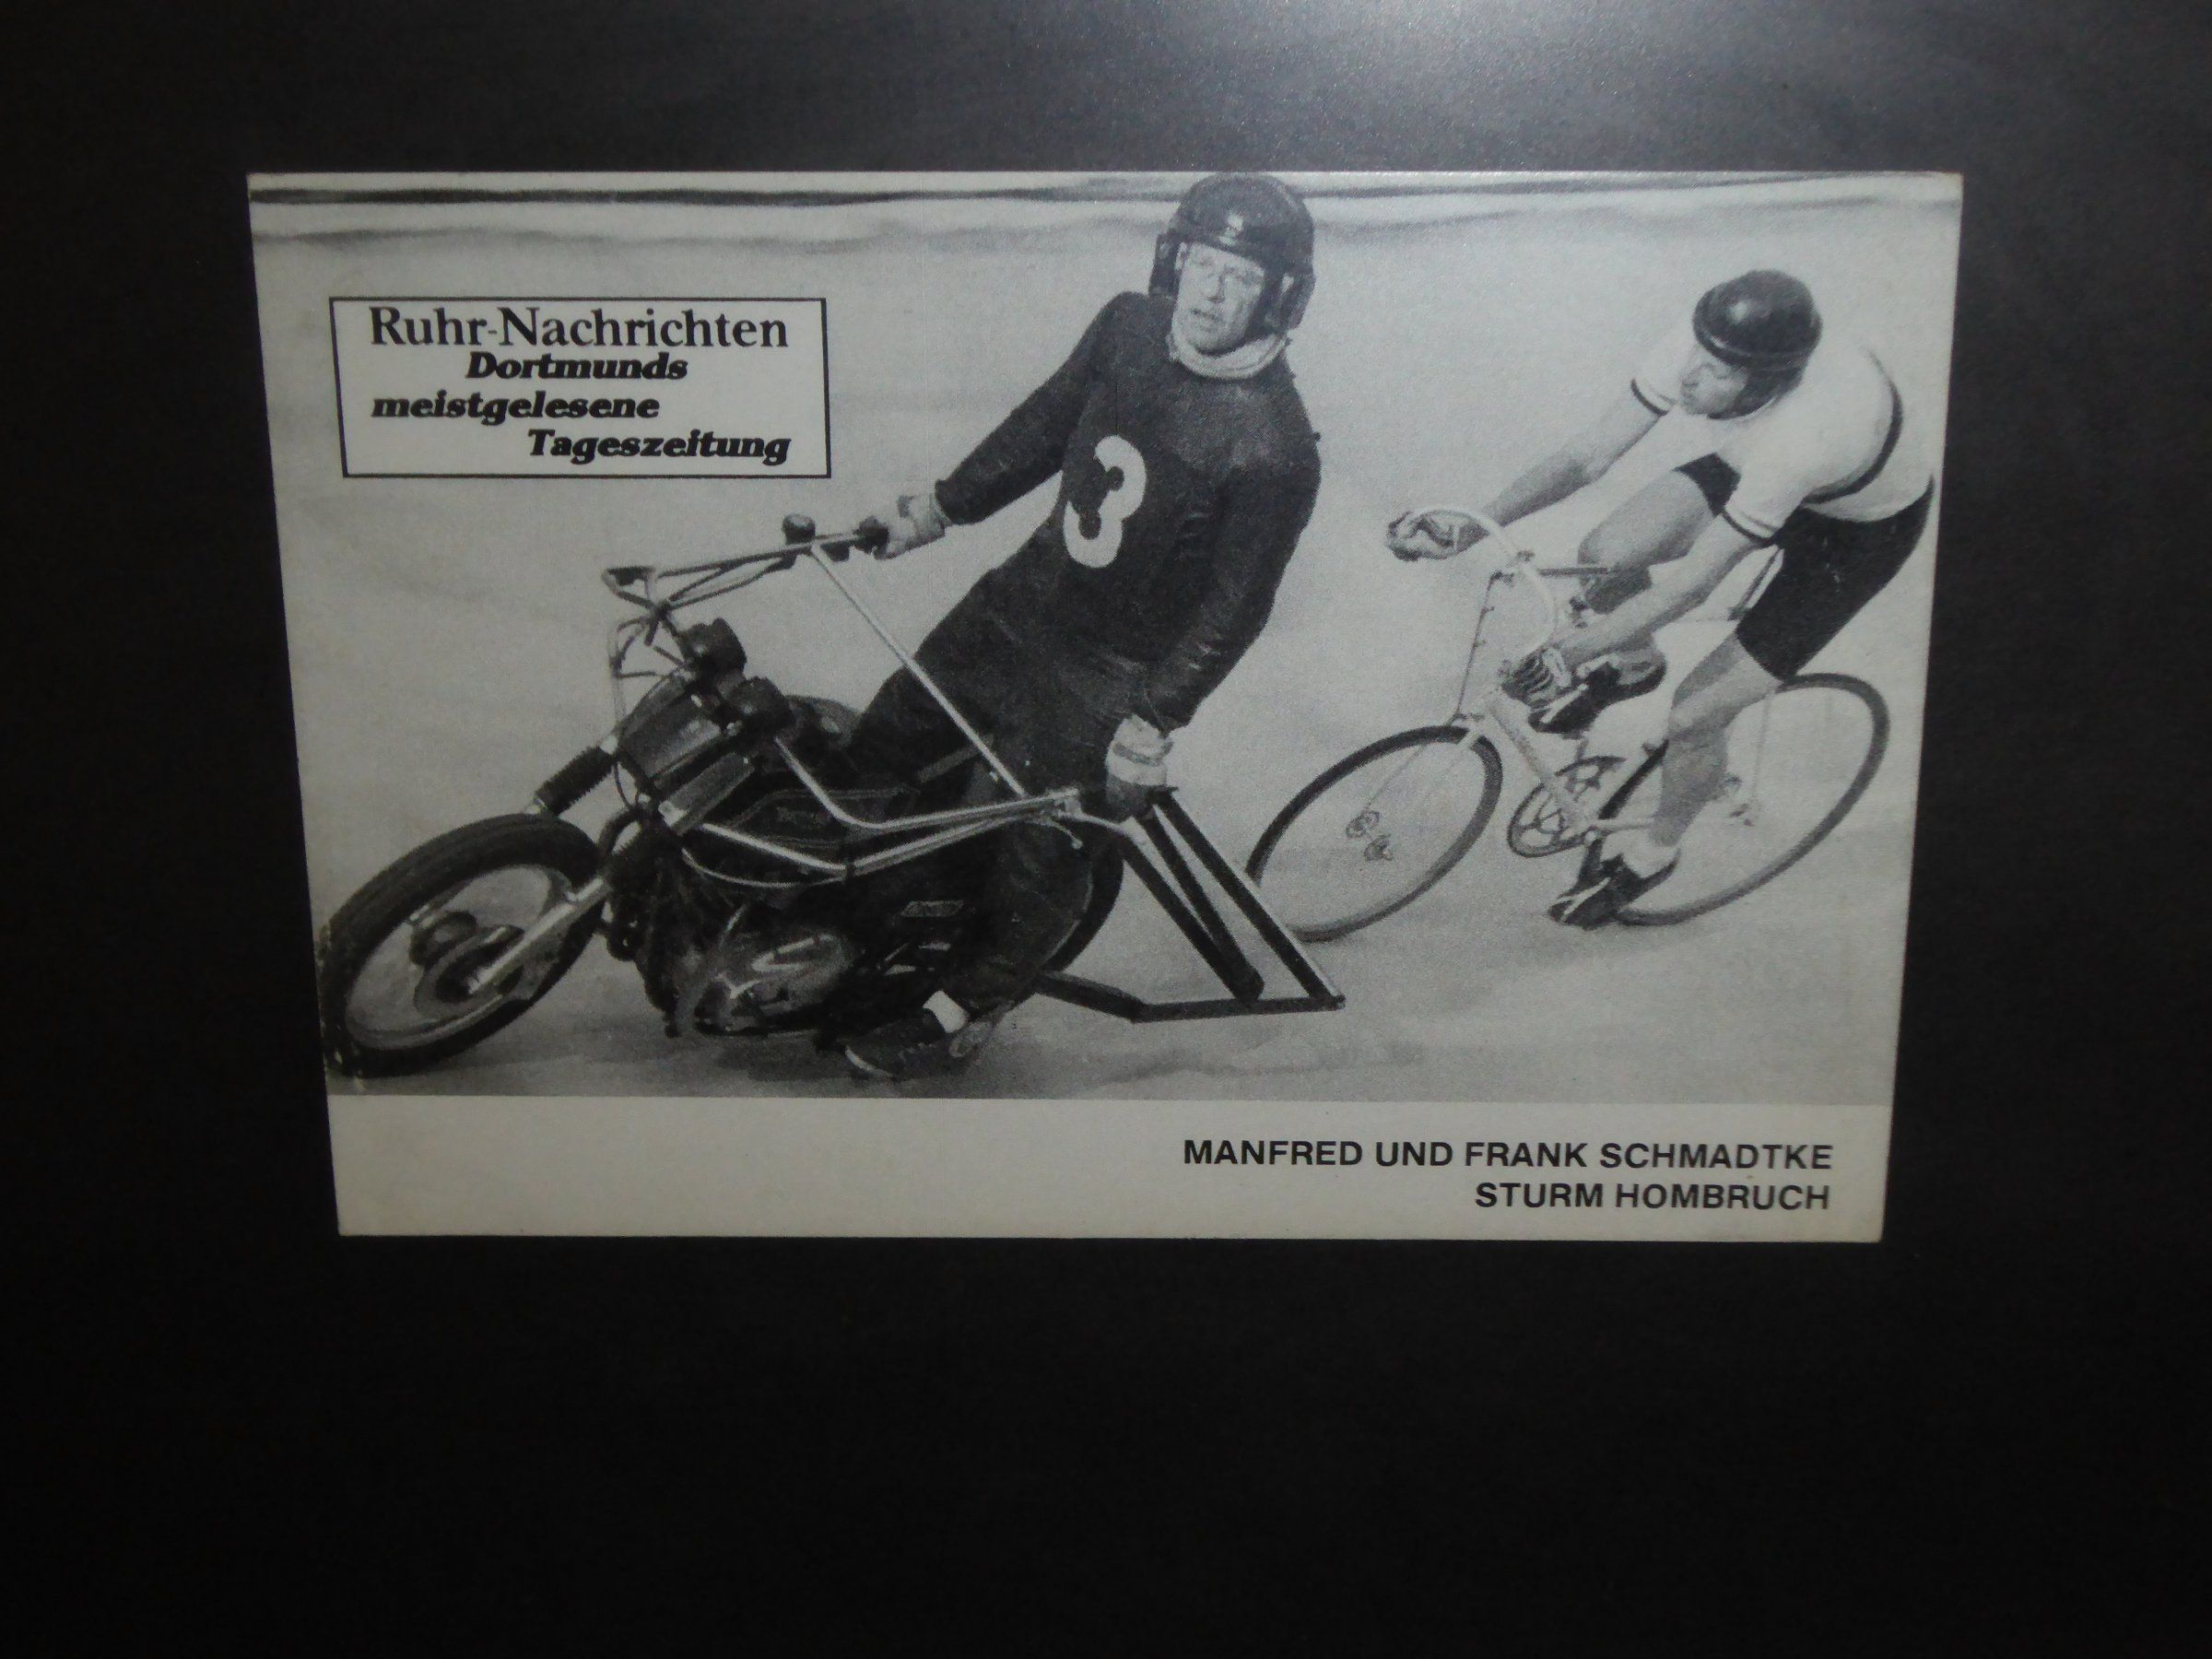 Ruhr-Nachrichten
Dortmunds
meistgelesene
Tageszeitung
3
MANFRED UND FRANK SCHMADTKE
STURM HOMBRUCH